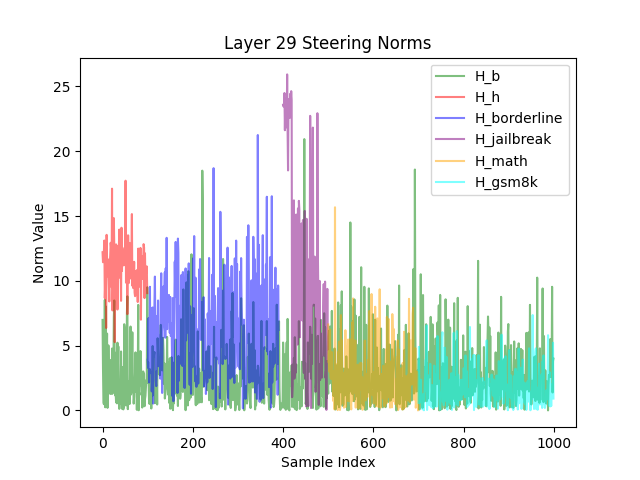 Layer 29 Steering Norms
Norm Value
25
20
15
10
5
0
H_b
H_h
H_borderline
H_jailbreak
H_math
H_gsm8k
0 200 400 600 800 1000
Sample Index